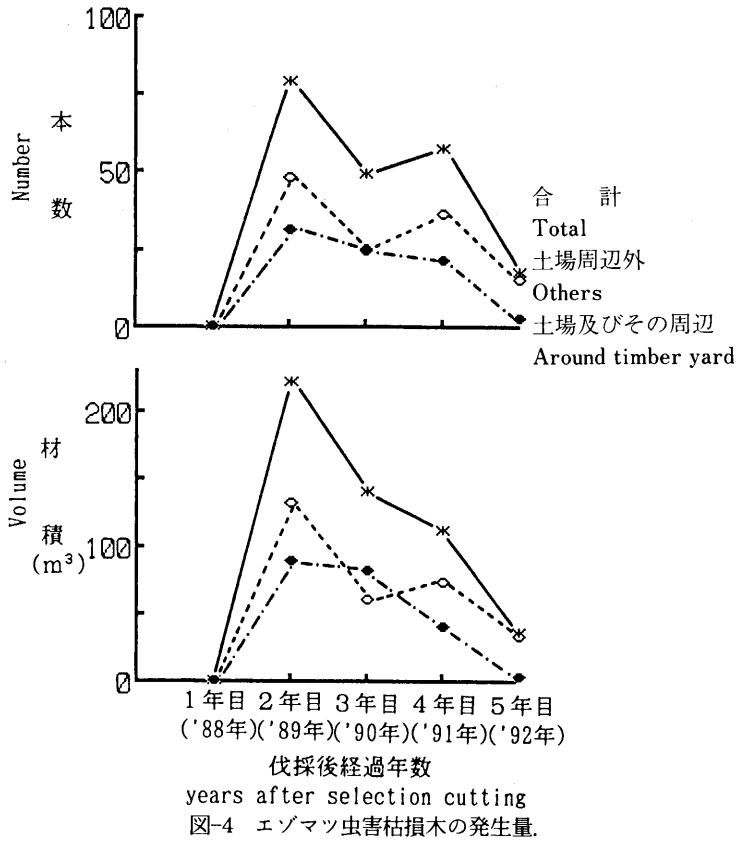 100
50
0
Number
本数
合 計
Total
土場周辺外
Others
土場及びその周辺
Around timber yard
200
100
0
Volume
材積
(m³)
1年目 2年目 3年目 4年目 5年目
('88年)('89年)('90年)('91年)('92年)
伐採後経過年数
years after selection cutting
図-4 エゾマツ虫害枯損木の発生量.